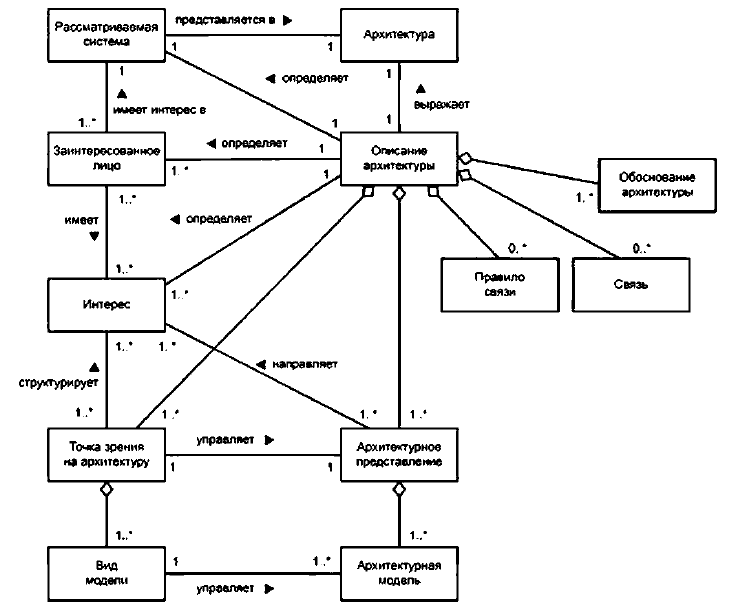 Рассматриваемая
система
представляется в
1
1
Архитектура
1
определяет
1
имеет интерес в
1..*
1
1
выражает
Заинтересованное
лицо
определяет
1..*
1
Описание
архитектуры
1
Обоснование
архитектуры
1..*
1..*
имеет
определяет
1..*
1..*
0..*
0..*
Интерес
Правило
связи
Связь
1..*
1..*
направляет
структурирует
1..*
1..*
1..*
1..*
Точка зрения
на архитектуру
управляет
1
1
Архитектурное
представление
1..*
1..*
Вид
модели
1
1..*
управляет
Архитектурная
модель